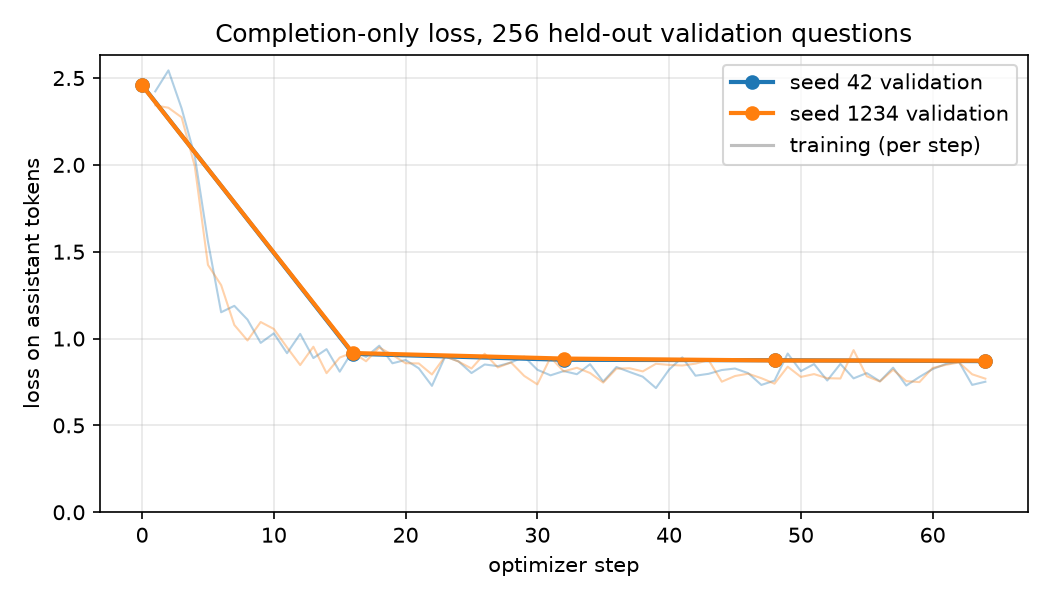 Completion-only loss, 256 held-out validation questions
seed 42 validation
seed 1234 validation
training (per step)
loss on assistant tokens
2.5
2.0
1.5
1.0
0.5
0.0
0 10 20 30 40 50 60
optimizer step